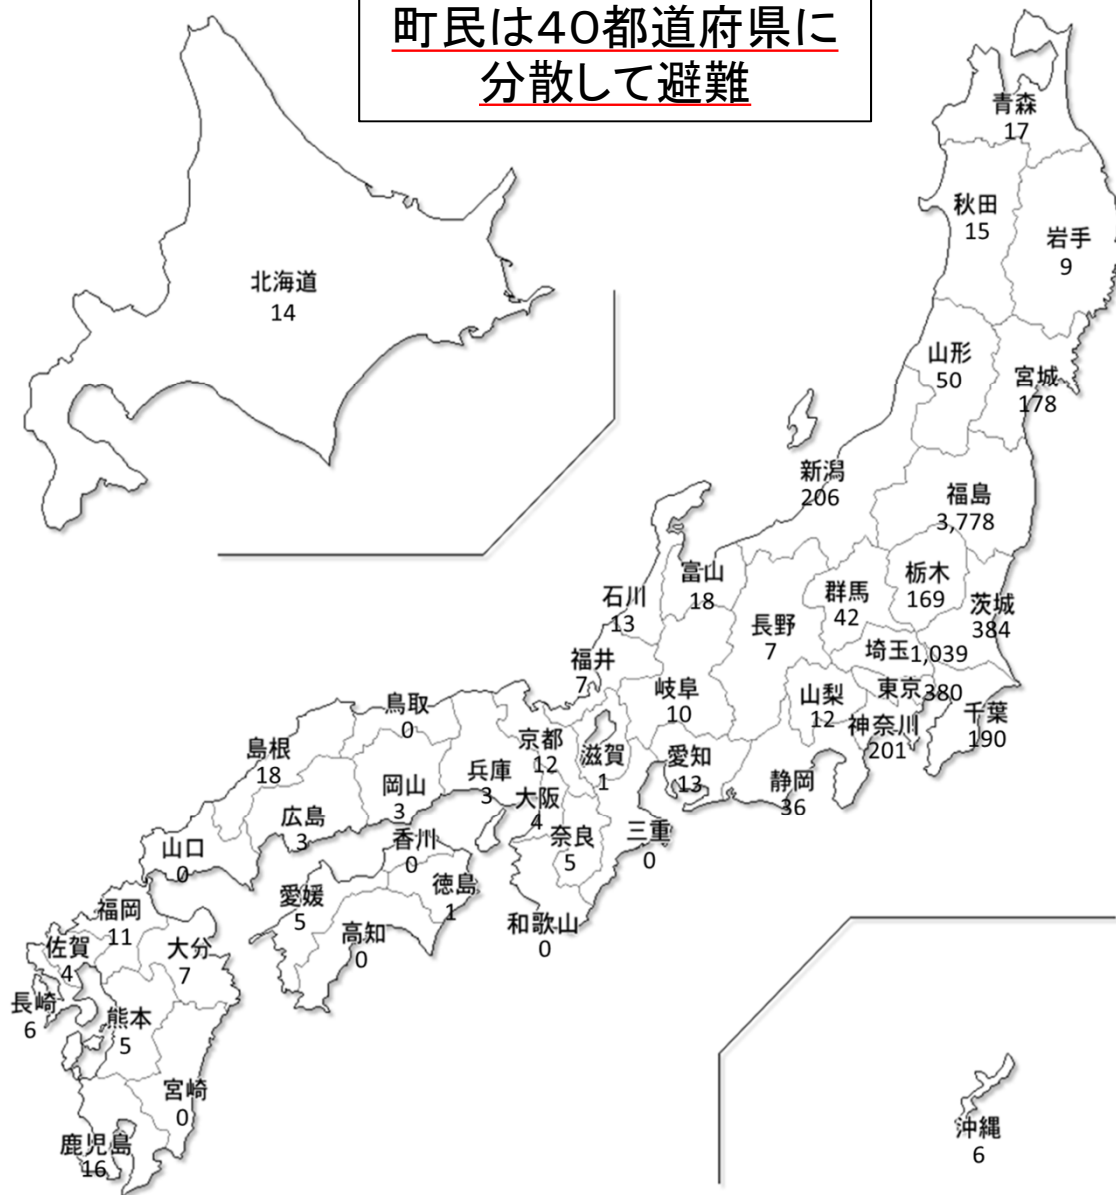 町民は40都道府県に
分散して避難
青森
17
秋田
15
岩手
9
北海道
14
山形
50
宮城
178
新潟
206
福島
3,778
富山
18
石川
13
群馬
42
栃木
169
茨城
384
長野
7
埼玉1,039
福井
7
岐阜
10
山梨
12
東京380
千葉
190
神奈川
201
鳥取
0
島根
18
京都
12
滋賀
1
愛知
13
静岡
36
兵庫
3
岡山
3
大阪
4
広島
3
香川
0
奈良
5
三重
0
山口
0
愛媛
5
徳島
1
高知
0
和歌山
0
福岡
11
佐賀
4
大分
7
長崎
6
熊本
5
宮崎
0
鹿児島
16
沖縄
6